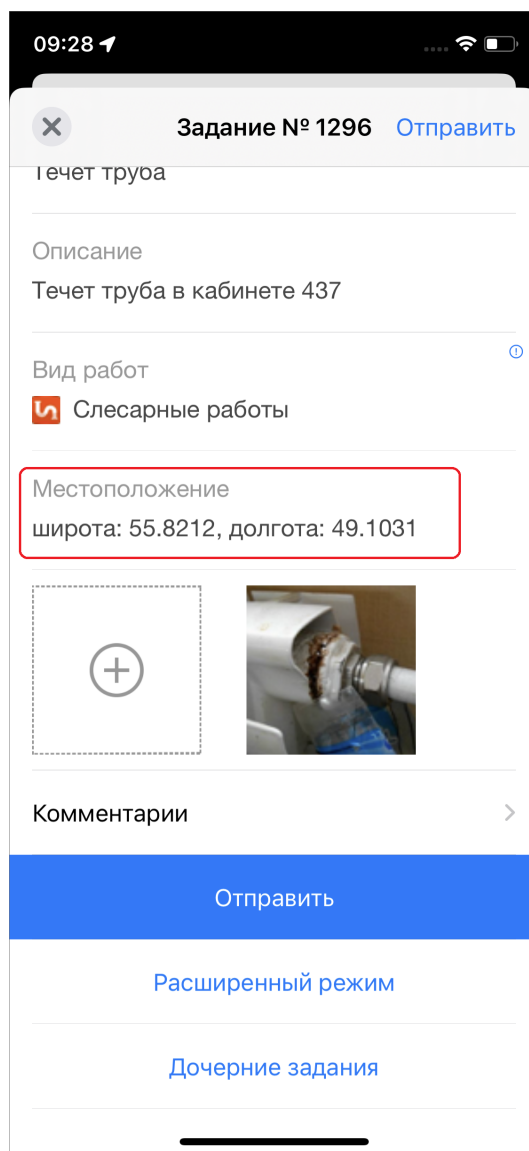 09:28
Задание № 1296
Отправить
Течет труба
Описание
Течет труба в кабинете 437
Вид работ
Слесарные работы
Местоположение
широта: 55.8212, долгота: 49.1031
Комментарии
Отправить
Расширенный режим
Дочерние задания